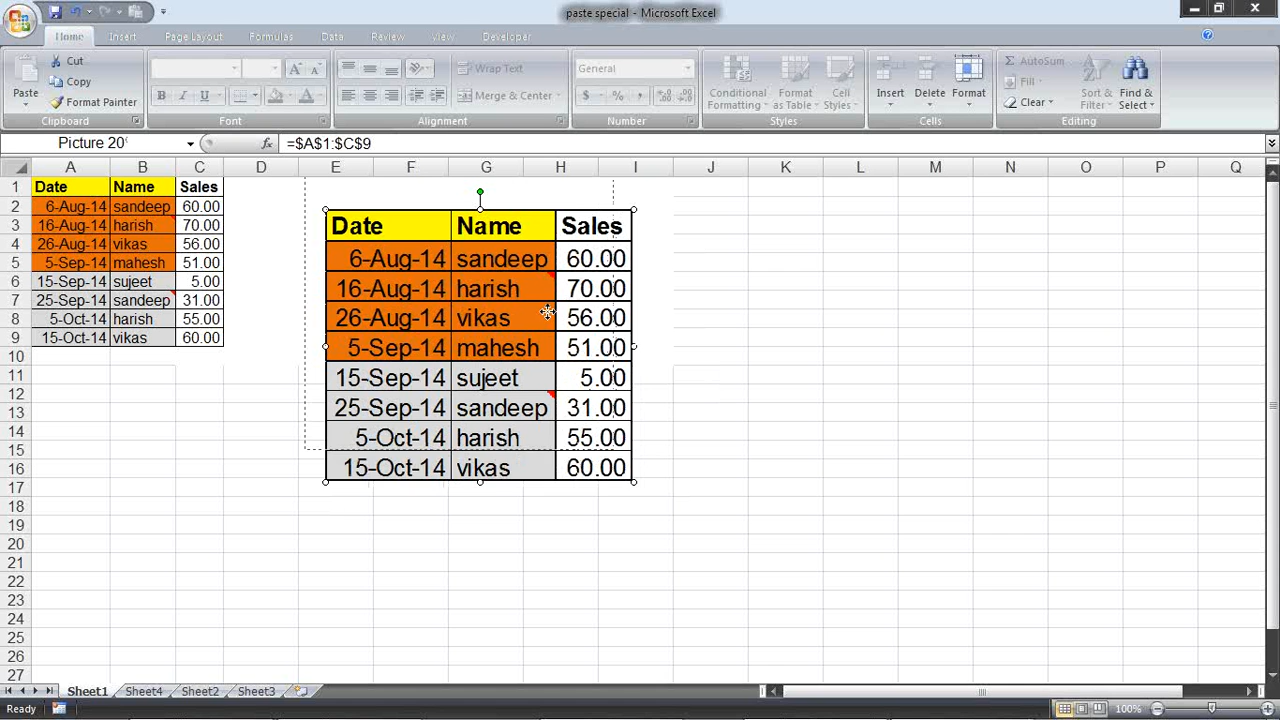 paste special - Microsoft Excel
Home Insert Page Layout Formulas Data Review View Developer
Paste
Cut
Copy
Format Painter
Clipboard
B I U A A
Font
Wrap Text
Merge & Center
Alignment
General
$ % ,
Number
Conditional Formatting
Format as Table
Cell Styles
Styles
Insert Delete Format
Cells
AutoSum
Fill
Clear
Sort & Filter
Find & Select
Editing
Picture 20 fx =$A$1:$C$9
A B C D E F G H I J K L M N O P Q
1 Date Name Sales
2 6-Aug-14 sandeep 60.00
3 16-Aug-14 harish 70.00
4 26-Aug-14 vikas 56.00
5 5-Sep-14 mahesh 51.00
6 15-Sep-14 sujeet 5.00
7 25-Sep-14 sandeep 31.00
8 5-Oct-14 harish 55.00
9 15-Oct-14 vikas 60.00
10
11
12
13
14
15
16
17
18
19
20
21
22
23
24
25
26
27
Date Name Sales
6-Aug-14 sandeep 60.00
16-Aug-14 harish 70.00
26-Aug-14 vikas 56.00
5-Sep-14 mahesh 51.00
15-Sep-14 sujeet 5.00
25-Sep-14 sandeep 31.00
5-Oct-14 harish 55.00
15-Oct-14 vikas 60.00
Sheet1 Sheet4 Sheet2 Sheet3
Ready 100%